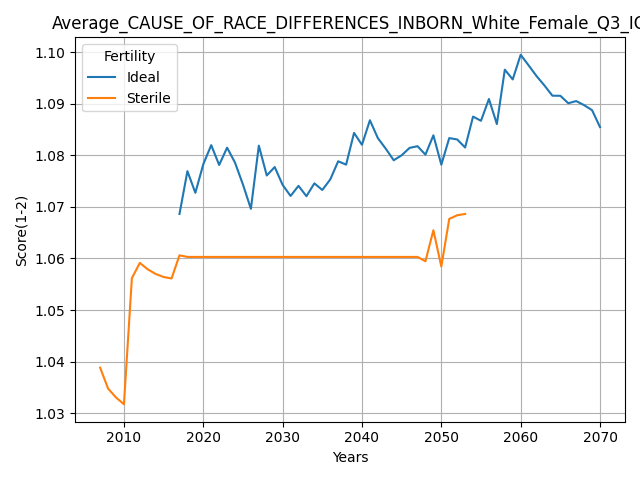 Average_CAUSE_OF_RACE_DIFFERENCES_INBORN_White_Female_Q3_IC
Fertility
Ideal
Sterile
1.10
1.09
1.08
1.07
1.06
1.05
1.04
1.03
Score(1-2)
2010 2020 2030 2040 2050 2060 2070
Years